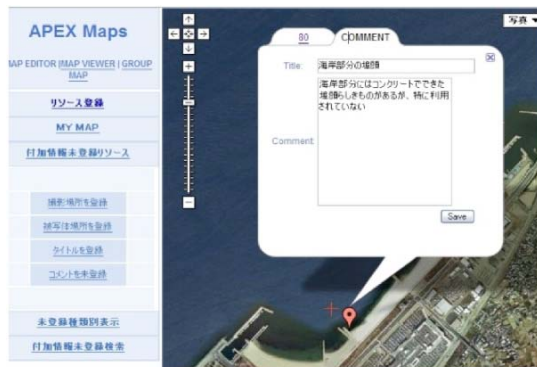 APEX Maps
MAP EDITOR |MAP VIEWER | GROUP
MAP
リソース登録
MY MAP
付加情報未登録リソース
撮影場所を登録
被写体場所を登録
タイトルを登録
コメントを未登録
未登録種類別表示
付加情報未登録検索
写真
80
COMMENT
Title:
海岸部分の堤防
Comment:
海岸部分にはコンクリートでできた
堤防らしきものがあるが、特に利用
されていない
Save